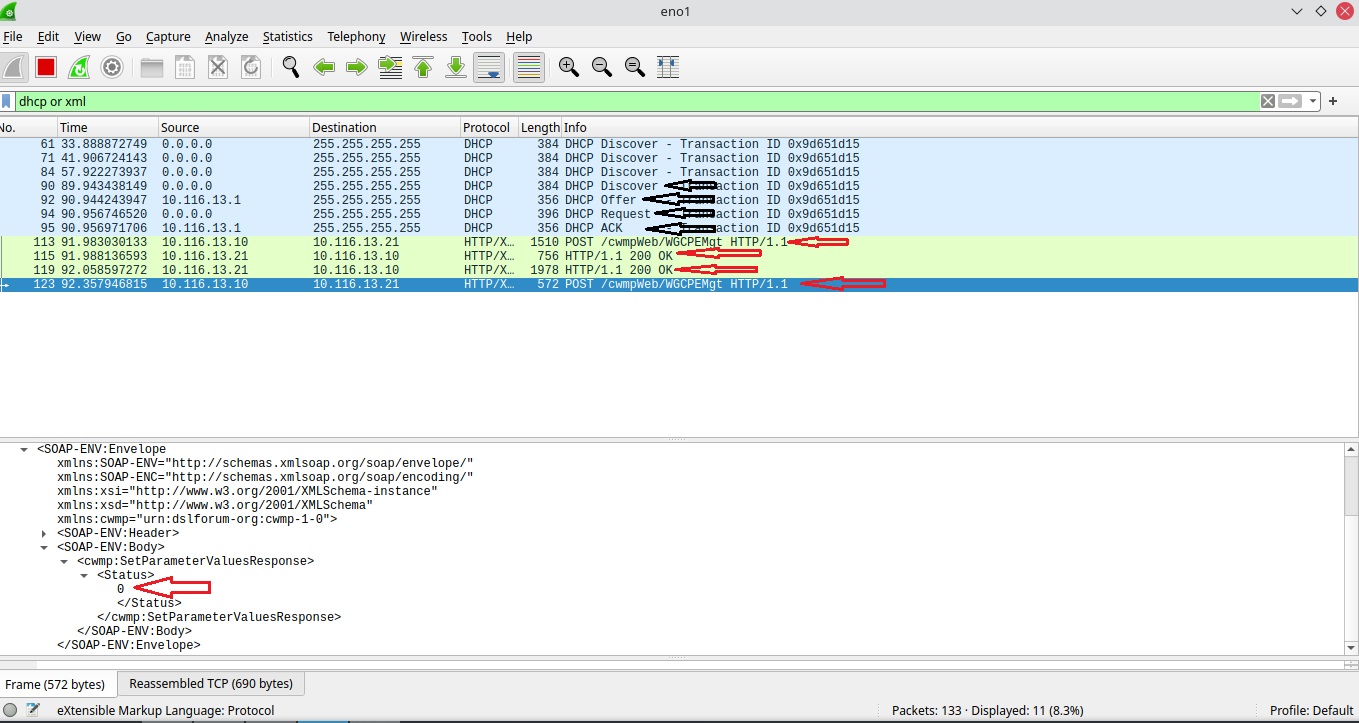 eno1
File Edit View Go Capture Analyze Statistics Telephony Wireless Tools Help
dhcp or xml
No. Time Source Destination Protocol Length Info
61 33.888872749 0.0.0.0 255.255.255.255 DHCP 384 DHCP Discover - Transaction ID 0x9d651d15
71 41.906724143 0.0.0.0 255.255.255.255 DHCP 384 DHCP Discover - Transaction ID 0x9d651d15
84 57.922273937 0.0.0.0 255.255.255.255 DHCP 384 DHCP Discover - Transaction ID 0x9d651d15
90 89.943438149 0.0.0.0 255.255.255.255 DHCP 384 DHCP Discover - Transaction ID 0x9d651d15
92 90.944243947 10.116.13.1 255.255.255.255 DHCP 356 DHCP Offer - Transaction ID 0x9d651d15
94 90.956746020 0.0.0.0 255.255.255.255 DHCP 396 DHCP Request - Transaction ID 0x9d651d15
95 90.956971706 10.116.13.1 255.255.255.255 DHCP 356 DHCP ACK - Transaction ID 0x9d651d15
113 91.983030133 10.116.13.10 10.116.13.21 HTTP/X… 1510 POST /cwmpWeb/WGCPEMgt HTTP/1.1
115 91.988136593 10.116.13.21 10.116.13.10 HTTP/X… 756 HTTP/1.1 200 OK
119 92.058597272 10.116.13.21 10.116.13.10 HTTP/X… 1978 HTTP/1.1 200 OK
123 92.357946815 10.116.13.10 10.116.13.21 HTTP/X… 572 POST /cwmpWeb/WGCPEMgt HTTP/1.1
<SOAP-ENV:Envelope
xmlns:SOAP-ENV="http://schemas.xmlsoap.org/soap/envelope/"
xmlns:SOAP-ENC="http://schemas.xmlsoap.org/soap/encoding/"
xmlns:xsi="http://www.w3.org/2001/XMLSchema-instance"
xmlns:xsd="http://www.w3.org/2001/XMLSchema"
xmlns:cwmp="urn:dslforum-org:cwmp-1-0">
<SOAP-ENV:Header>
<SOAP-ENV:Body>
<cwmp:SetParameterValuesResponse>
<Status>
0
</Status>
</cwmp:SetParameterValuesResponse>
</SOAP-ENV:Body>
</SOAP-ENV:Envelope>
Frame (572 bytes) Reassembled TCP (690 bytes)
eXtensible Markup Language: Protocol Packets: 133 · Displayed: 11 (8.3%) Profile: Default